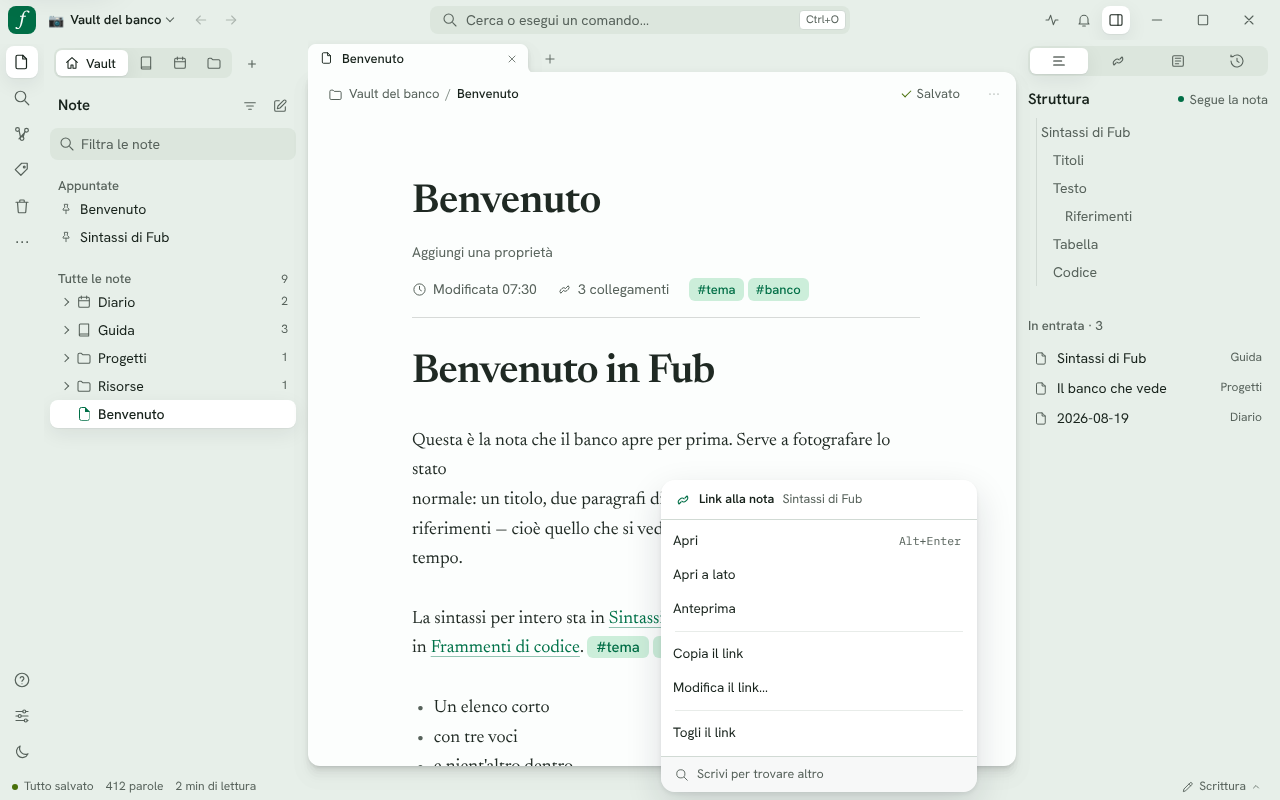 Vault del banco
Cerca o esegui un comando...
Ctrl+O
Vault
Note
Filtra le note
Appuntate
Benvenuto
Sintassi di Fub
Tutte le note 9
Diario 2
Guida 3
Progetti 1
Risorse 1
Benvenuto
Benvenuto
Vault del banco / Benvenuto
Salvato
Benvenuto
Aggiungi una proprietà
Modificata 07:30 3 collegamenti #tema #banco
Benvenuto in Fub
Questa è la nota che il banco apre per prima. Serve a fotografare lo
stato
normale: un titolo, due paragrafi
riferimenti — cioè quello che si
tempo.
La sintassi per intero sta in
in Frammenti di codice. #tema
Un elenco corto
con tre voci
e nient'altro dentro
Link alla nota Sintassi di Fub
Apri Alt+Enter
Apri a lato
Anteprima
Copia il link
Modifica il link...
Togli il link
Scrivi per trovare altro
Struttura
Segue la nota
Sintassi di Fub
Titoli
Testo
Riferimenti
Tabella
Codice
In entrata · 3
Sintassi di Fub Guida
Il banco che vede Progetti
2026-08-19 Diario
Tutto salvato 412 parole 2 min di lettura
Scrittura